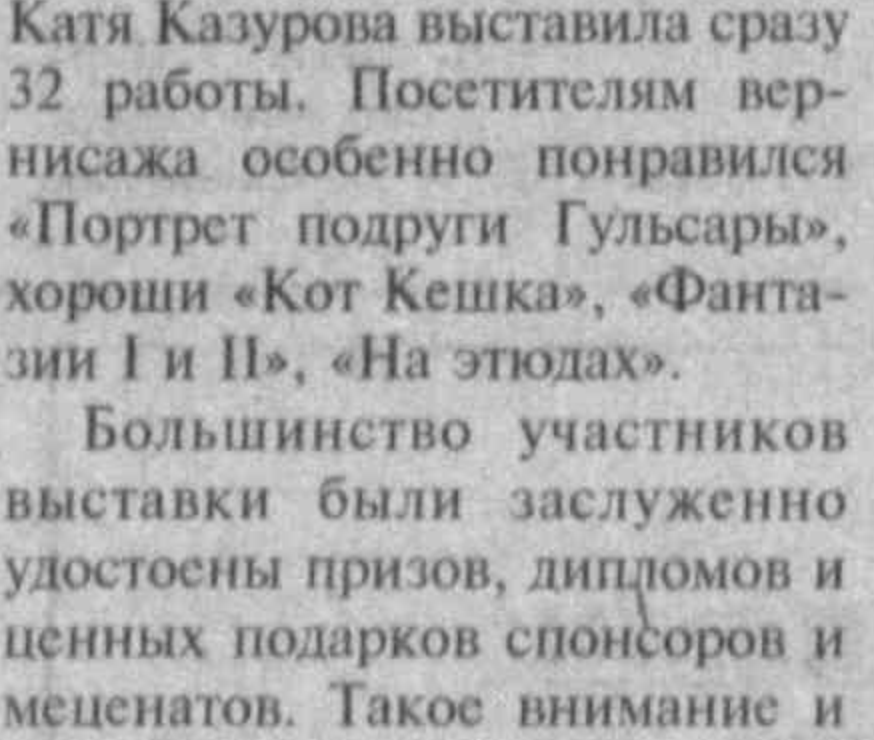 Катя Казурова выставила сразу
32 работы. Посетителям вер-
нисажа особенно понравился
«Портрет подруги Гульсары»,
хороши «Кот Кешка», «Фанта-
зии I и II», «На этюдах».
Большинство участников
выставки были заслуженно
удостоены призов, дипломов и
ценных подарков спонсоров и
меценатов. Такое внимание и